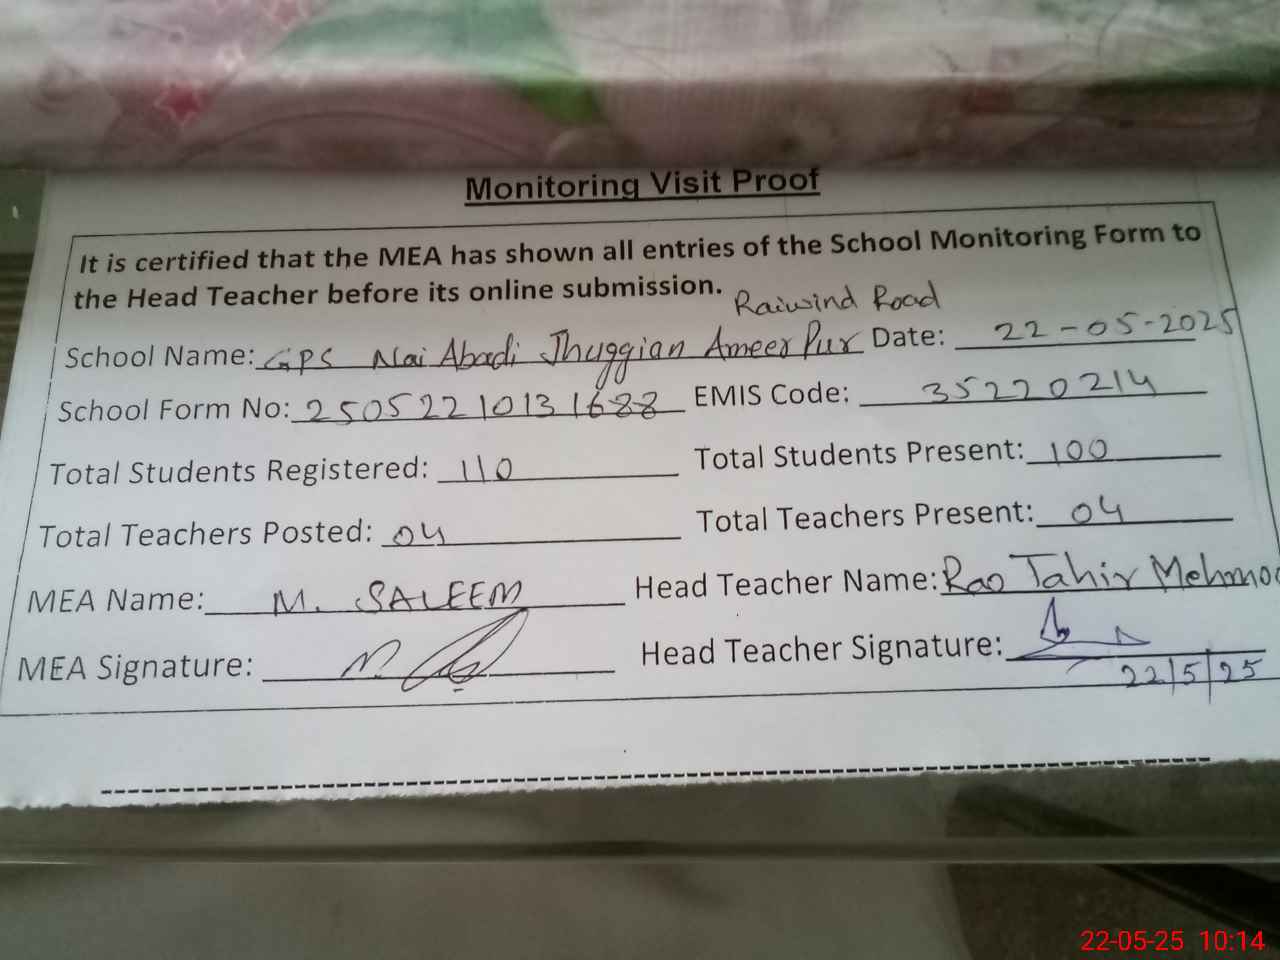 Monitoring Visit Proof
It is certified that the MEA has shown all entries of the School Monitoring Form to
the Head Teacher before its online submission.
Raiwind Road
School Name: GPS Nai Abadi Jhuggian Ameer Pur Date: 22-05-2025
School Form No: 2505221013 1688 EMIS Code: 35220214
Total Students Registered: 110 Total Students Present: 100
Total Teachers Posted: 04 Total Teachers Present: 04
MEA Name: M. SALEEM Head Teacher Name: Rao Tahir Mehmoo
MEA Signature: Head Teacher Signature:
22/5/25
22-05-25 10:14